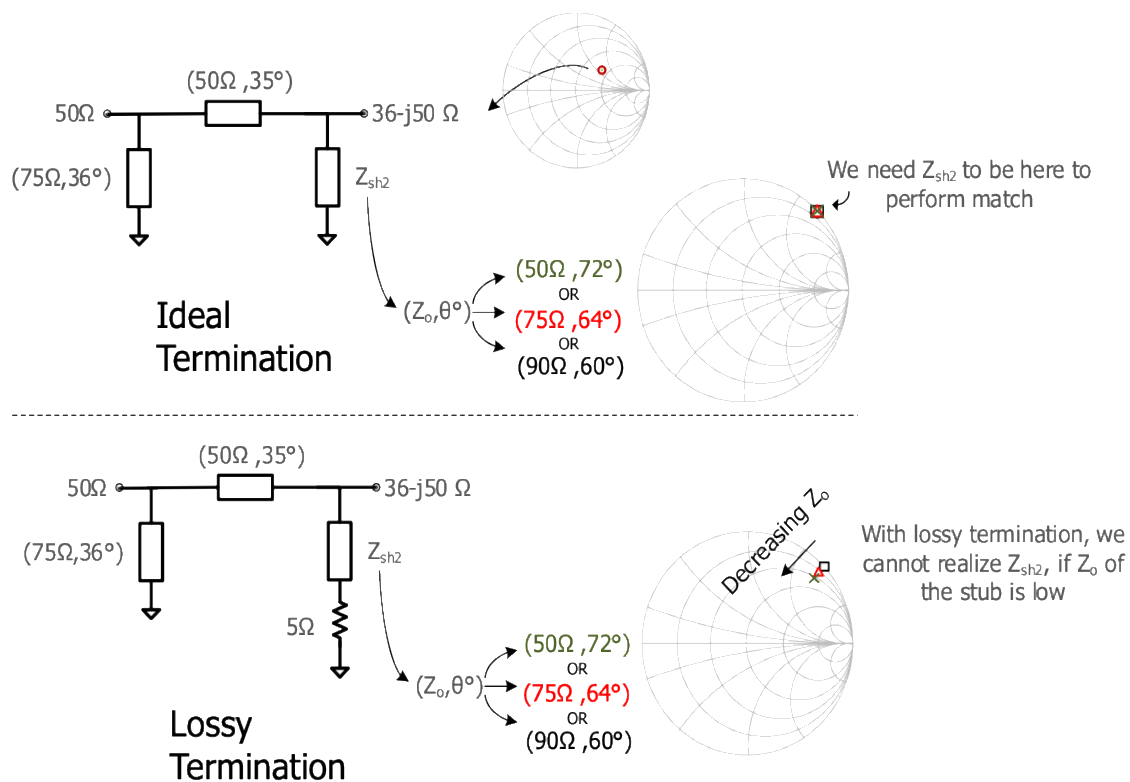 (50Ω ,35°)
50Ω
36-j50 Ω
(75Ω,36°)
Zsh2
We need Zsh2 to be here to
perform match
(50Ω ,72°)
OR
(Zo,θ°)
(75Ω ,64°)
OR
(90Ω ,60°)
Ideal
Termination
(50Ω ,35°)
50Ω
36-j50 Ω
(75Ω,36°)
Zsh2
5Ω
Decreasing Zo
With lossy termination, we
cannot realize Zsh2, if Zo of
the stub is low
(50Ω ,72°)
OR
(Zo,θ°)
(75Ω ,64°)
OR
(90Ω ,60°)
Lossy
Termination